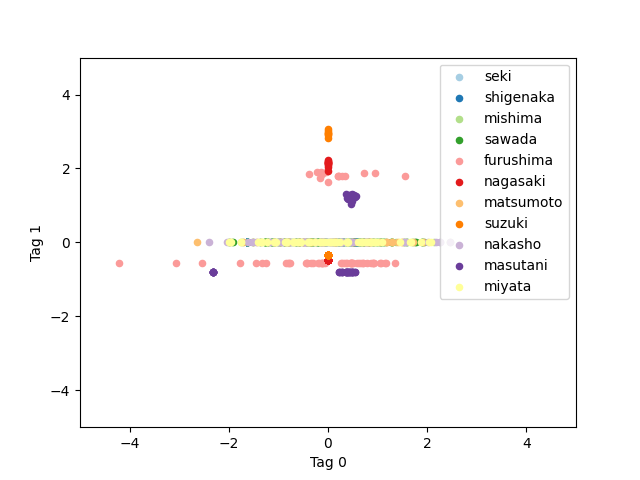 seki
shigenaka
mishima
sawada
furushima
nagasaki
matsumoto
suzuki
nakasho
masutani
miyata
4
2
0
−2
−4
Tag 1
−4
−2
0
2
4
Tag 0